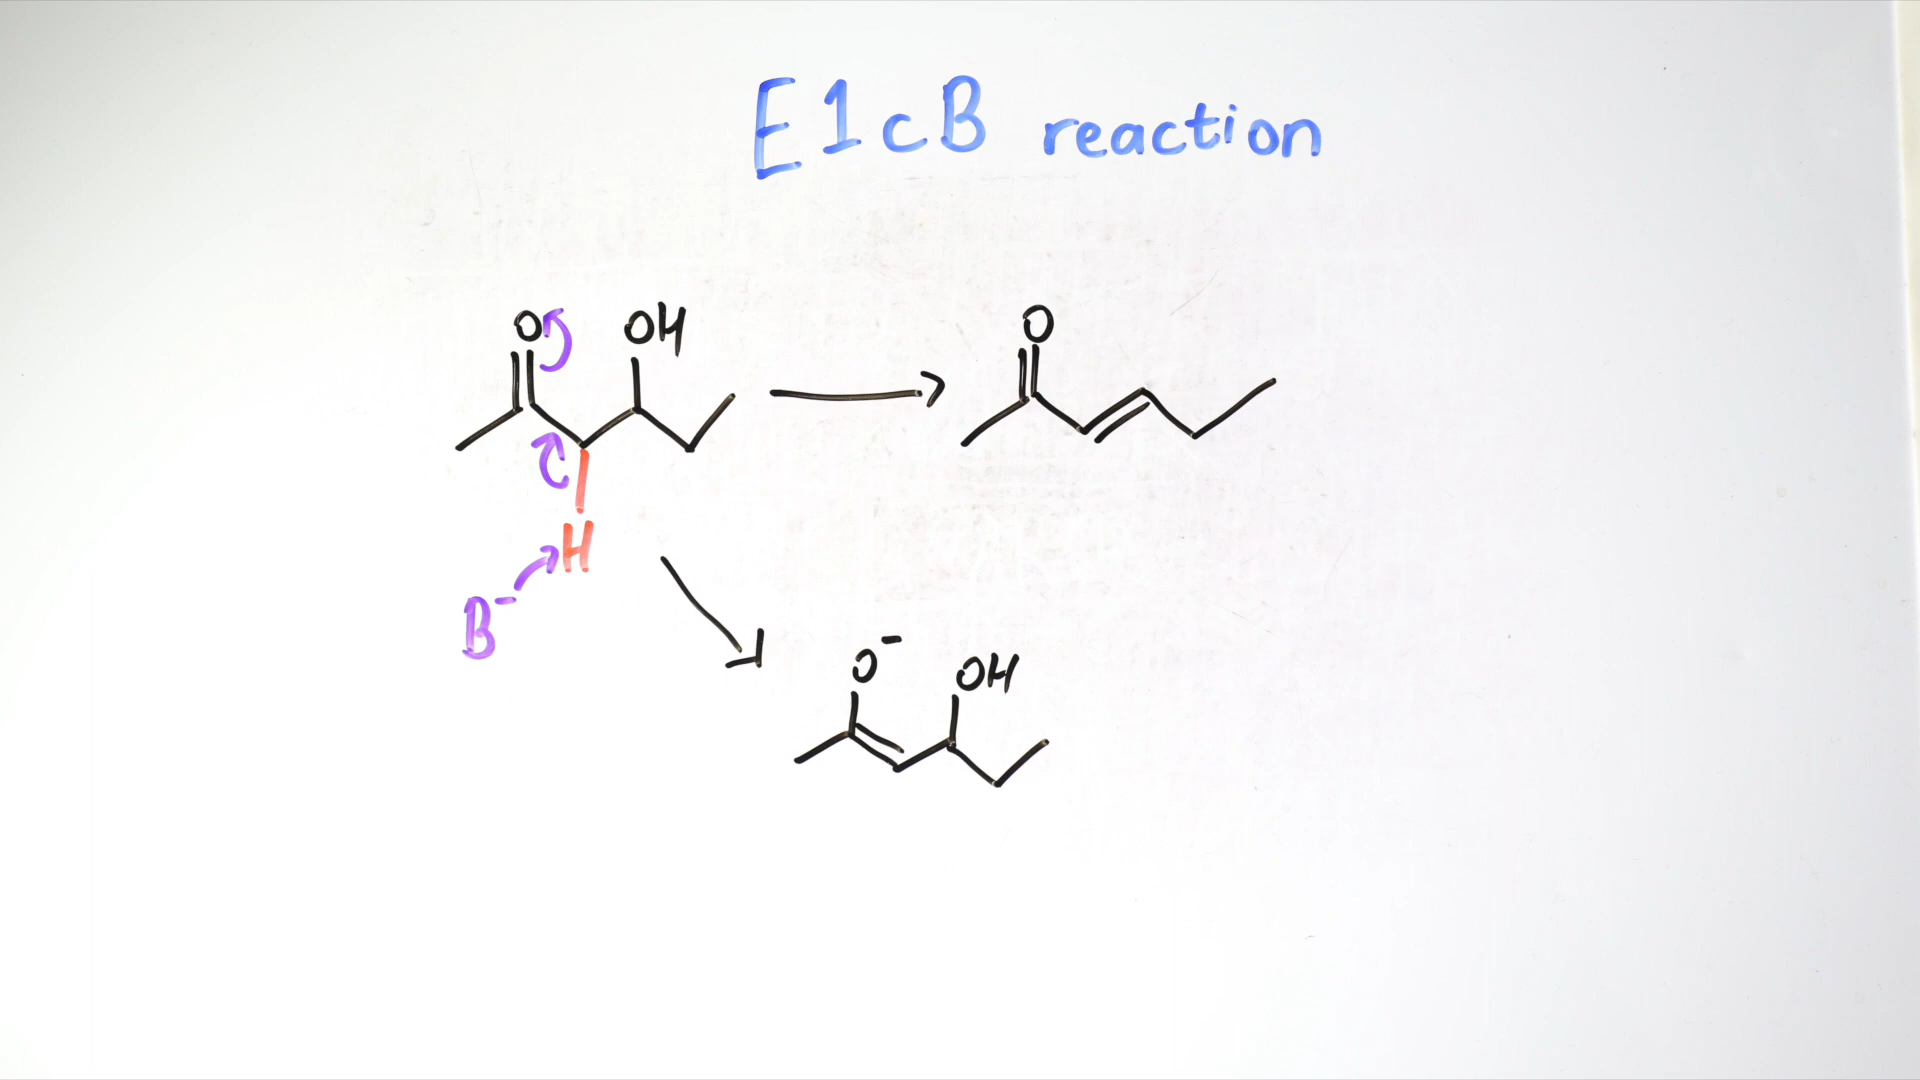 E1cB reaction
O OH
O
H
B⁻
O⁻ OH